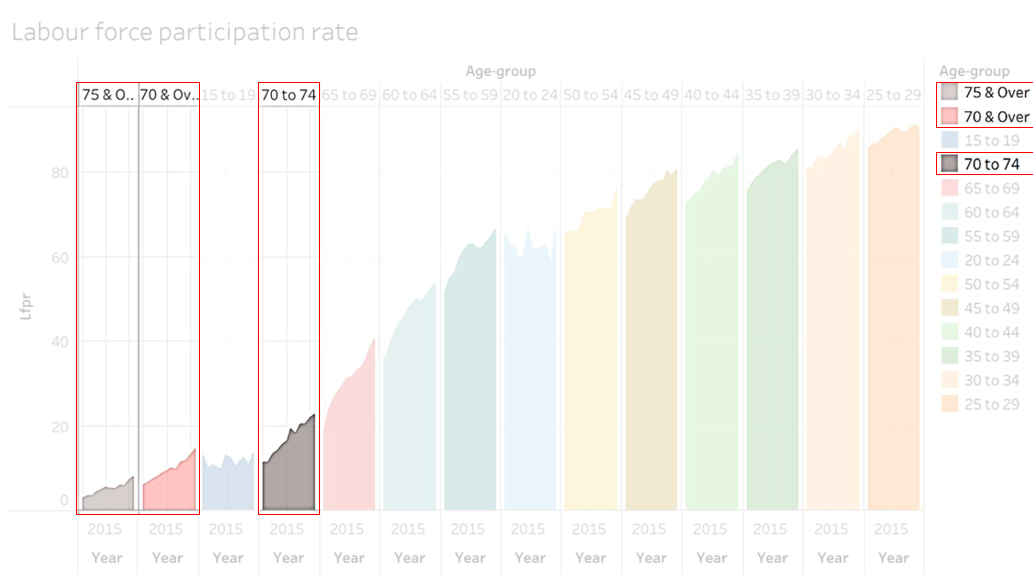 Labour force participation rate
Age-group
75 & O.. 70 & Ov.. 15 to 19 70 to 74 65 to 69 60 to 64 55 to 59 20 to 24 50 to 54 45 to 49 40 to 44 35 to 39 30 to 34 25 to 29
80
60
40
20
0
Lfpr
2015 2015 2015 2015 2015 2015 2015 2015 2015 2015 2015 2015 2015 2015
Year Year Year Year Year Year Year Year Year Year Year Year Year Year
Age-group
75 & Over
70 & Over
15 to 19
70 to 74
65 to 69
60 to 64
55 to 59
20 to 24
50 to 54
45 to 49
40 to 44
35 to 39
30 to 34
25 to 29